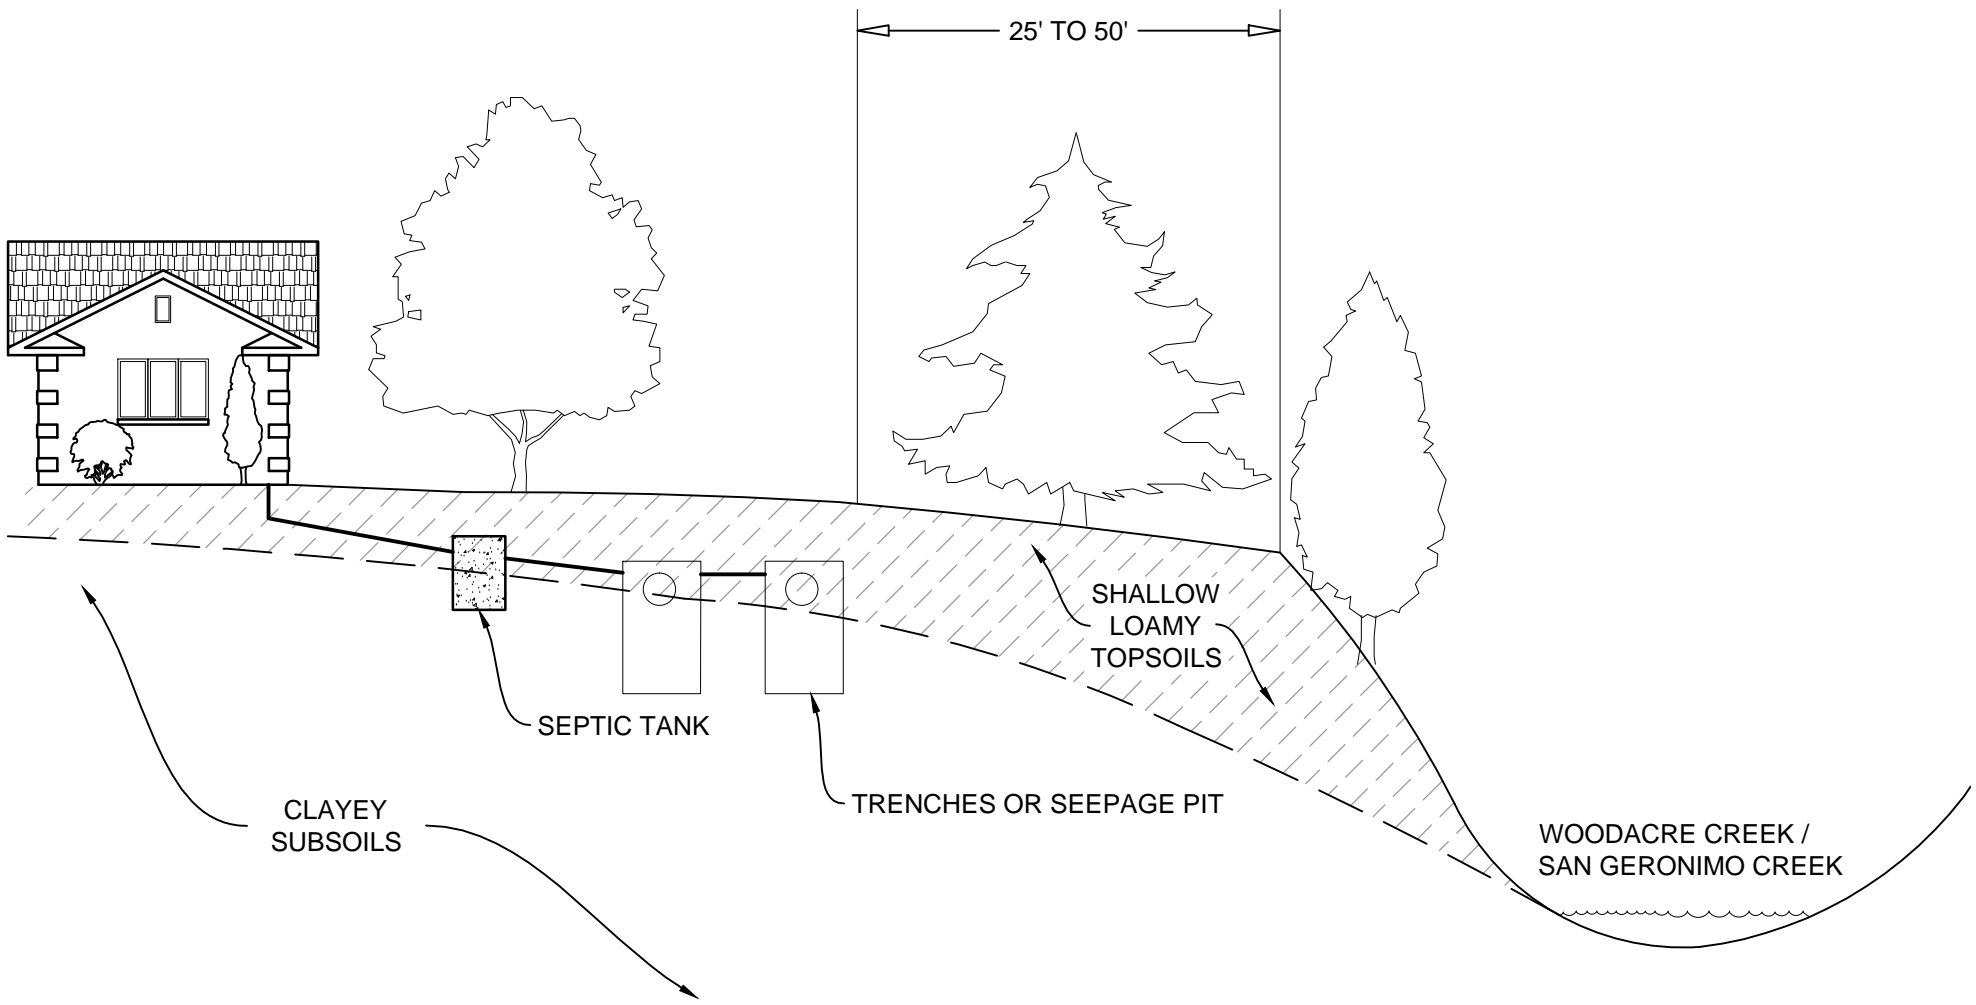 25' TO 50'
SHALLOW
LOAMY
TOPSOILS
SEPTIC TANK
TRENCHES OR SEEPAGE PIT
CLAYEY
SUBSOILS
WOODACRE CREEK /
SAN GERONIMO CREEK